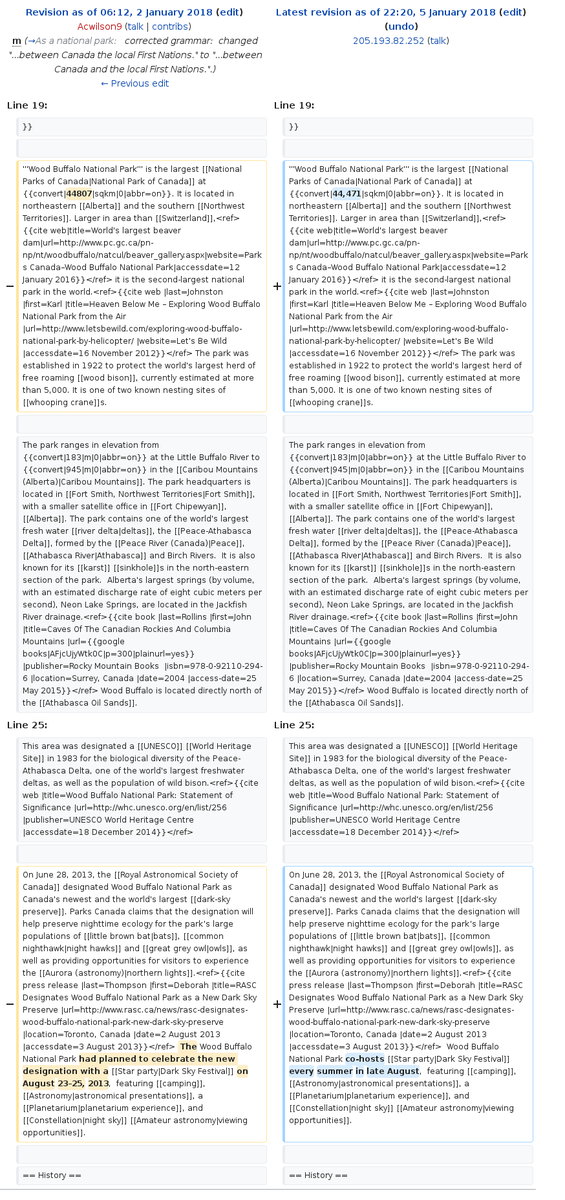 Revision as of 06:12, 2 January 2018 (edit)
Acwilson9 (talk | contribs)
m (→As a national park: corrected grammar: changed
"...between Canada the local First Nations." to "...between
Canada and the local First Nations.".)
← Previous edit
Latest revision as of 22:20, 5 January 2018 (edit)
(undo)
205.193.82.252 (talk)
Line 19:
}}
'''Wood Buffalo National Park''' is the largest [[National
Parks of Canada|National Park of Canada]] at
{{convert|44807|sqkm|0|abbr=on}}. It is located in
northeastern [[Alberta]] and the southern [[Northwest
Territories]]. Larger in area than [[Switzerland]],<ref>
{{cite web|title=World's largest beaver
dam|url=http://www.pc.gc.ca/pn-
np/nt/woodbuffalo/natcul/beaver_gallery.aspx|website=Park
s Canada–Wood Buffalo National Park|accessdate=12
January 2016}}</ref> it is the second-largest national
park in the world.<ref>{{cite web |last=Johnston
|first=Karl |title=Heaven Below Me – Exploring Wood Buffalo
National Park from the Air
|url=http://www.letsbewild.com/exploring-wood-buffalo-
national-park-by-helicopter/ |website=Let's Be Wild
|accessdate=16 November 2012}}</ref> The park was
established in 1922 to protect the world's largest herd of
free roaming [[wood bison]], currently estimated at more
than 5,000. It is one of two known nesting sites of
[[whooping crane]]s.
The park ranges in elevation from
{{convert|183|m|0|abbr=on}} at the Little Buffalo River to
{{convert|945|m|0|abbr=on}} in the [[Caribou Mountains
(Alberta)|Caribou Mountains]]. The park headquarters is
located in [[Fort Smith, Northwest Territories|Fort Smith]],
with a smaller satellite office in [[Fort Chipewyan]],
[[Alberta]]. The park contains one of the world's largest
fresh water [[river delta|deltas]], the [[Peace-Athabasca
Delta]], formed by the [[Peace River (Canada)|Peace]],
[[Athabasca River|Athabasca]] and Birch Rivers. It is also
known for its [[karst]] [[sinkhole]]s in the north-eastern
section of the park. Alberta's largest springs (by volume,
with an estimated discharge rate of eight cubic meters per
second), Neon Lake Springs, are located in the Jackfish
River drainage.<ref>{{cite book |last=Rollins |first=John
|title=Caves Of The Canadian Rockies And Columbia
Mountains |url={{google
books|AFjcUjyWtk0C|p=300|plainurl=yes}}
|publisher=Rocky Mountain Books |isbn=978-0-92110-294-
6 |location=Surrey, Canada |date=2004 |access-date=25
May 2015}}</ref> Wood Buffalo is located directly north of
the [[Athabasca Oil Sands]].
Line 25:
This area was designated a [[UNESCO]] [[World Heritage
Site]] in 1983 for the biological diversity of the Peace-
Athabasca Delta, one of the world's largest freshwater
deltas, as well as the population of wild bison.<ref>{{cite
web |title=Wood Buffalo National Park: Statement of
Significance |url=http://whc.unesco.org/en/list/256
|publisher=UNESCO World Heritage Centre
|accessdate=18 December 2014}}</ref>
On June 28, 2013, the [[Royal Astronomical Society of
Canada]] designated Wood Buffalo National Park as
Canada's newest and the world's largest [[dark-sky
preserve]]. Parks Canada claims that the designation will
help preserve nighttime ecology for the park's large
populations of [[little brown bat|bats]], [[common
nighthawk|night hawks]] and [[great grey owl|owls]], as
well as providing opportunities for visitors to experience
the [[Aurora (astronomy)|northern lights]].<ref>{{cite
press release |last=Thompson |first=Deborah |title=RASC
Designates Wood Buffalo National Park as a New Dark Sky
Preserve |url=http://www.rasc.ca/news/rasc-designates-
wood-buffalo-national-park-new-dark-sky-preserve
|location=Toronto, Canada |date=2 August 2013
|accessdate=3 August 2013}}</ref> The Wood Buffalo
National Park had planned to celebrate the new
designation with a [[Star party|Dark Sky Festival]] on
August 23–25, 2013, featuring [[camping]],
[[Astronomy|astronomical presentations]], a
[[Planetarium|planetarium experience]], and
[[Constellation|night sky]] [[Amateur astronomy|viewing
opportunities]].
== History ==
Line 19:
}}
'''Wood Buffalo National Park''' is the largest [[National
Parks of Canada|National Park of Canada]] at
{{convert|44,471|sqkm|0|abbr=on}}. It is located in
northeastern [[Alberta]] and the southern [[Northwest
Territories]]. Larger in area than [[Switzerland]],<ref>
{{cite web|title=World's largest beaver
dam|url=http://www.pc.gc.ca/pn-
np/nt/woodbuffalo/natcul/beaver_gallery.aspx|website=Park
s Canada–Wood Buffalo National Park|accessdate=12
January 2016}}</ref> it is the second-largest national
park in the world.<ref>{{cite web |last=Johnston
|first=Karl |title=Heaven Below Me – Exploring Wood Buffalo
National Park from the Air
|url=http://www.letsbewild.com/exploring-wood-buffalo-
national-park-by-helicopter/ |website=Let's Be Wild
|accessdate=16 November 2012}}</ref> The park was
established in 1922 to protect the world's largest herd of
free roaming [[wood bison]], currently estimated at more
than 5,000. It is one of two known nesting sites of
[[whooping crane]]s.
The park ranges in elevation from
{{convert|183|m|0|abbr=on}} at the Little Buffalo River to
{{convert|945|m|0|abbr=on}} in the [[Caribou Mountains
(Alberta)|Caribou Mountains]]. The park headquarters is
located in [[Fort Smith, Northwest Territories|Fort Smith]],
with a smaller satellite office in [[Fort Chipewyan]],
[[Alberta]]. The park contains one of the world's largest
fresh water [[river delta|deltas]], the [[Peace-Athabasca
Delta]], formed by the [[Peace River (Canada)|Peace]],
[[Athabasca River|Athabasca]] and Birch Rivers. It is also
known for its [[karst]] [[sinkhole]]s in the north-eastern
section of the park. Alberta's largest springs (by volume,
with an estimated discharge rate of eight cubic meters per
second), Neon Lake Springs, are located in the Jackfish
River drainage.<ref>{{cite book |last=Rollins |first=John
|title=Caves Of The Canadian Rockies And Columbia
Mountains |url={{google
books|AFjcUjyWtk0C|p=300|plainurl=yes}}
|publisher=Rocky Mountain Books |isbn=978-0-92110-294-
6 |location=Surrey, Canada |date=2004 |access-date=25
May 2015}}</ref> Wood Buffalo is located directly north of
the [[Athabasca Oil Sands]].
Line 25:
This area was designated a [[UNESCO]] [[World Heritage
Site]] in 1983 for the biological diversity of the Peace-
Athabasca Delta, one of the world's largest freshwater
deltas, as well as the population of wild bison.<ref>{{cite
web |title=Wood Buffalo National Park: Statement of
Significance |url=http://whc.unesco.org/en/list/256
|publisher=UNESCO World Heritage Centre
|accessdate=18 December 2014}}</ref>
On June 28, 2013, the [[Royal Astronomical Society of
Canada]] designated Wood Buffalo National Park as
Canada's newest and the world's largest [[dark-sky
preserve]]. Parks Canada claims that the designation will
help preserve nighttime ecology for the park's large
populations of [[little brown bat|bats]], [[common
nighthawk|night hawks]] and [[great grey owl|owls]], as
well as providing opportunities for visitors to experience
the [[Aurora (astronomy)|northern lights]].<ref>{{cite
press release |last=Thompson |first=Deborah |title=RASC
Designates Wood Buffalo National Park as a New Dark Sky
Preserve |url=http://www.rasc.ca/news/rasc-designates-
wood-buffalo-national-park-new-dark-sky-preserve
|location=Toronto, Canada |date=2 August 2013
|accessdate=3 August 2013}}</ref> Wood Buffalo
National Park co-hosts [[Star party|Dark Sky Festival]]
every summer in late August, featuring [[camping]],
[[Astronomy|astronomical presentations]], a
[[Planetarium|planetarium experience]], and
[[Constellation|night sky]] [[Amateur astronomy|viewing
opportunities]].
== History ==